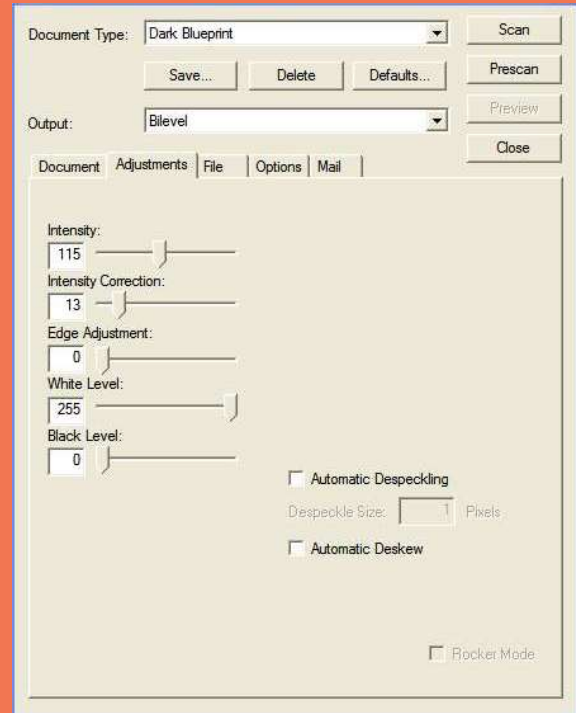 Document Type: Dark Blueprint Scan
Save... Delete Defaults... Prescan
Preview
Output: Bilevel
Close
Document Adjustments File Options Mail
Intensity:
115
Intensity Correction:
13
Edge Adjustment:
0
White Level:
255
Black Level:
0
Automatic Despeckling
Despeckle Size: 1 Pixels
Automatic Deskew
Rocker Mode